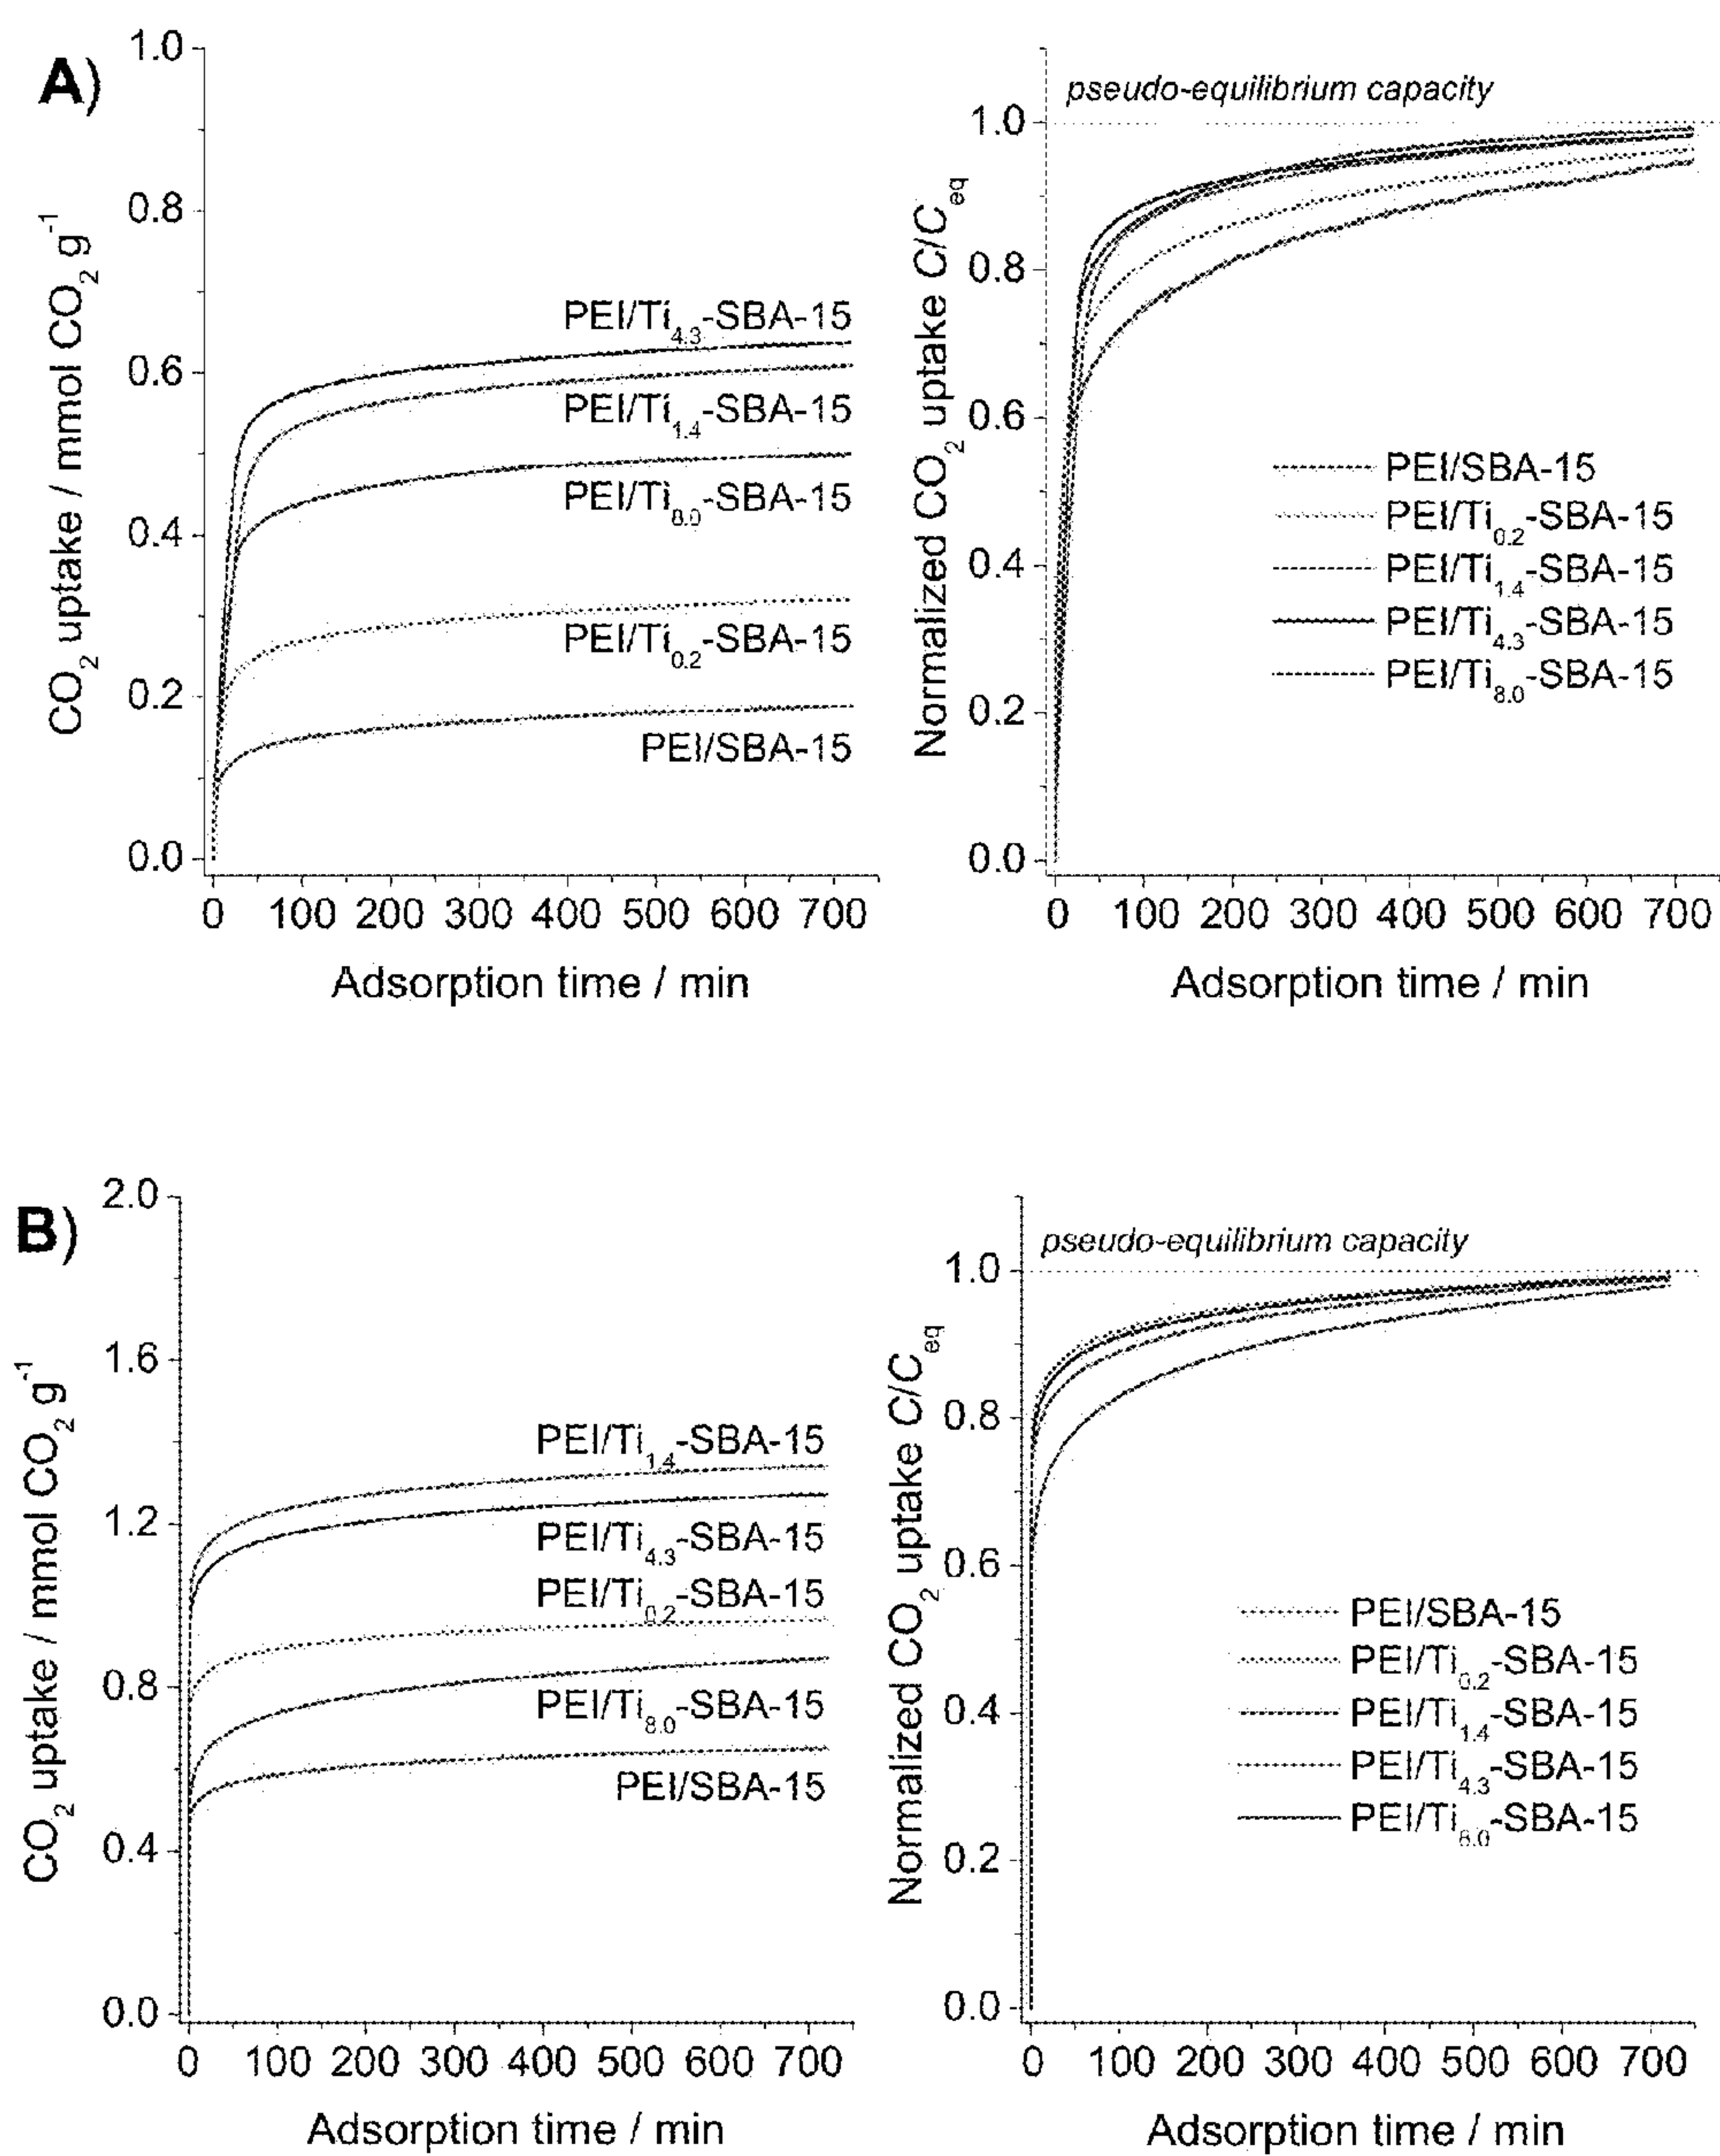 A)
CO2 uptake / mmol CO2 g-1
1.0
0.8
0.6
0.4
0.2
0.0
PEI/Ti4.3-SBA-15
PEI/Ti1.4-SBA-15
PEI/Ti8.0-SBA-15
PEI/Ti0.2-SBA-15
PEI/SBA-15
0 100 200 300 400 500 600 700
Adsorption time / min
Normalized CO2 uptake C/Ceq
pseudo-equilibrium capacity
1.0
0.8
0.6
0.4
0.2
0.0
PEI/SBA-15
PEI/Ti0.2-SBA-15
PEI/Ti1.4-SBA-15
PEI/Ti4.3-SBA-15
PEI/Ti8.0-SBA-15
0 100 200 300 400 500 600 700
Adsorption time / min
B)
CO2 uptake / mmol CO2 g-1
2.0
1.6
1.2
0.8
0.4
0.0
PEI/Ti1.4-SBA-15
PEI/Ti4.3-SBA-15
PEI/Ti0.2-SBA-15
PEI/Ti8.0-SBA-15
PEI/SBA-15
0 100 200 300 400 500 600 700
Adsorption time / min
Normalized CO2 uptake C/Ceq
pseudo-equilibrium capacity
1.0
0.8
0.6
0.4
0.2
0.0
PEI/SBA-15
PEI/Ti0.2-SBA-15
PEI/Ti1.4-SBA-15
PEI/Ti4.3-SBA-15
PEI/Ti8.0-SBA-15
0 100 200 300 400 500 600 700
Adsorption time / min